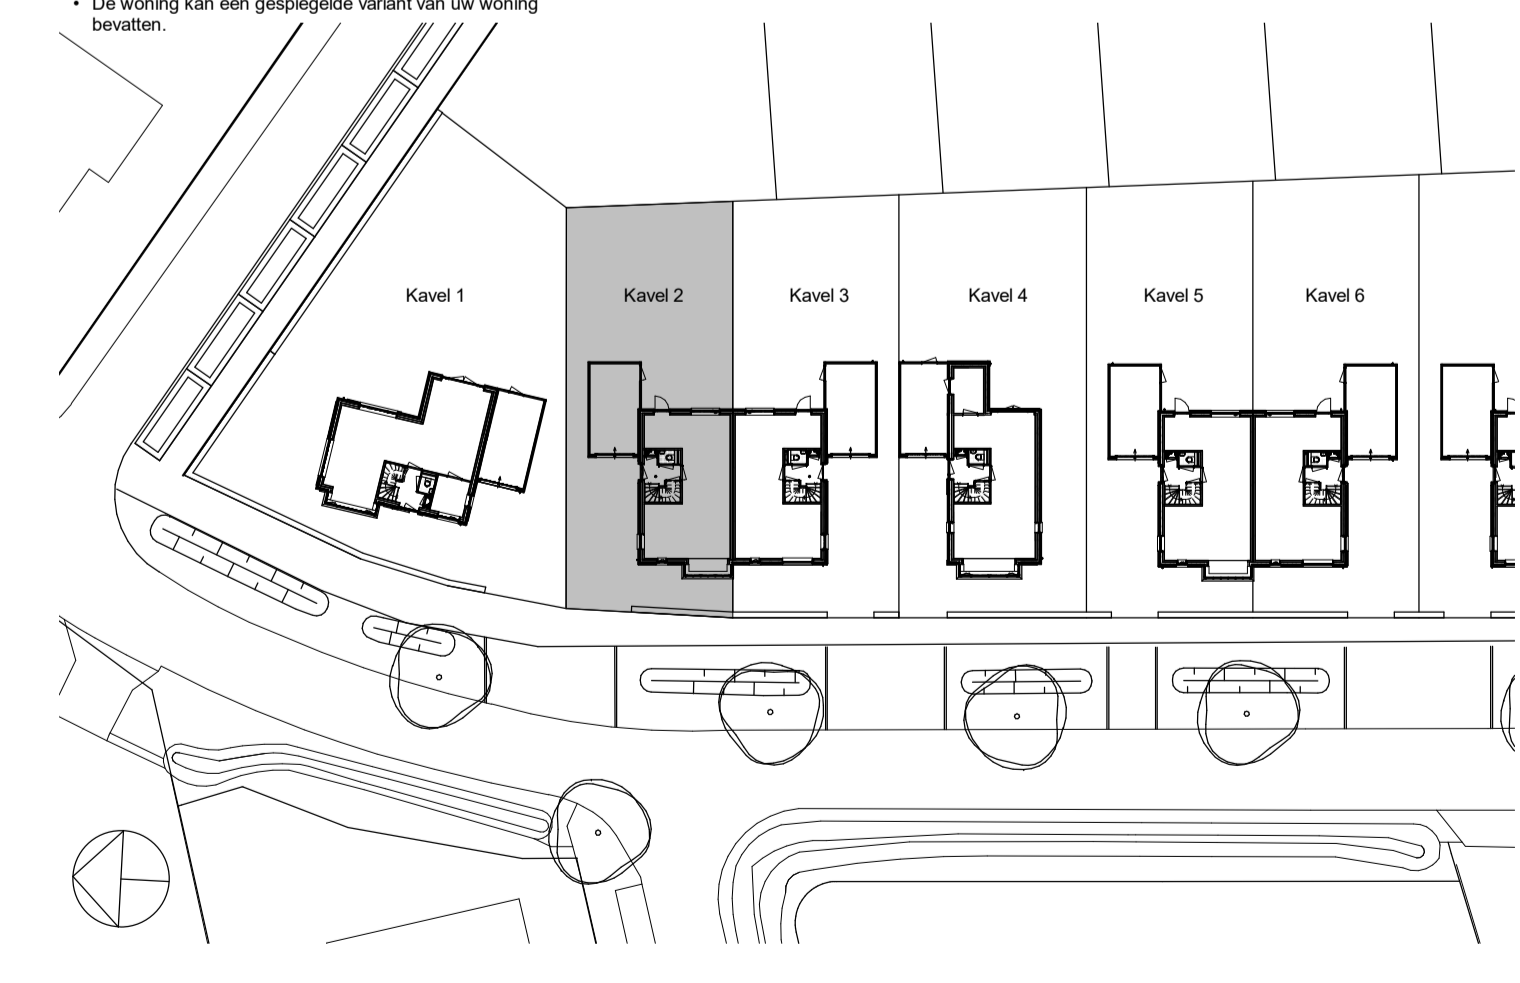 • De woning kan een gespiegelde variant van uw woning
bevatten.
Kavel 1
Kavel 2
Kavel 3
Kavel 4
Kavel 5
Kavel 6